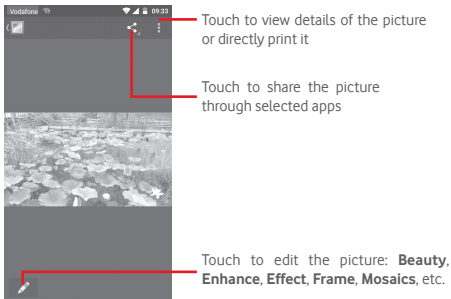 Vodafone 09:33
Touch to view details of the picture
or directly print it
Touch to share the picture
through selected apps
Touch to edit the picture: Beauty,
Enhance, Effect, Frame, Mosaics, etc.